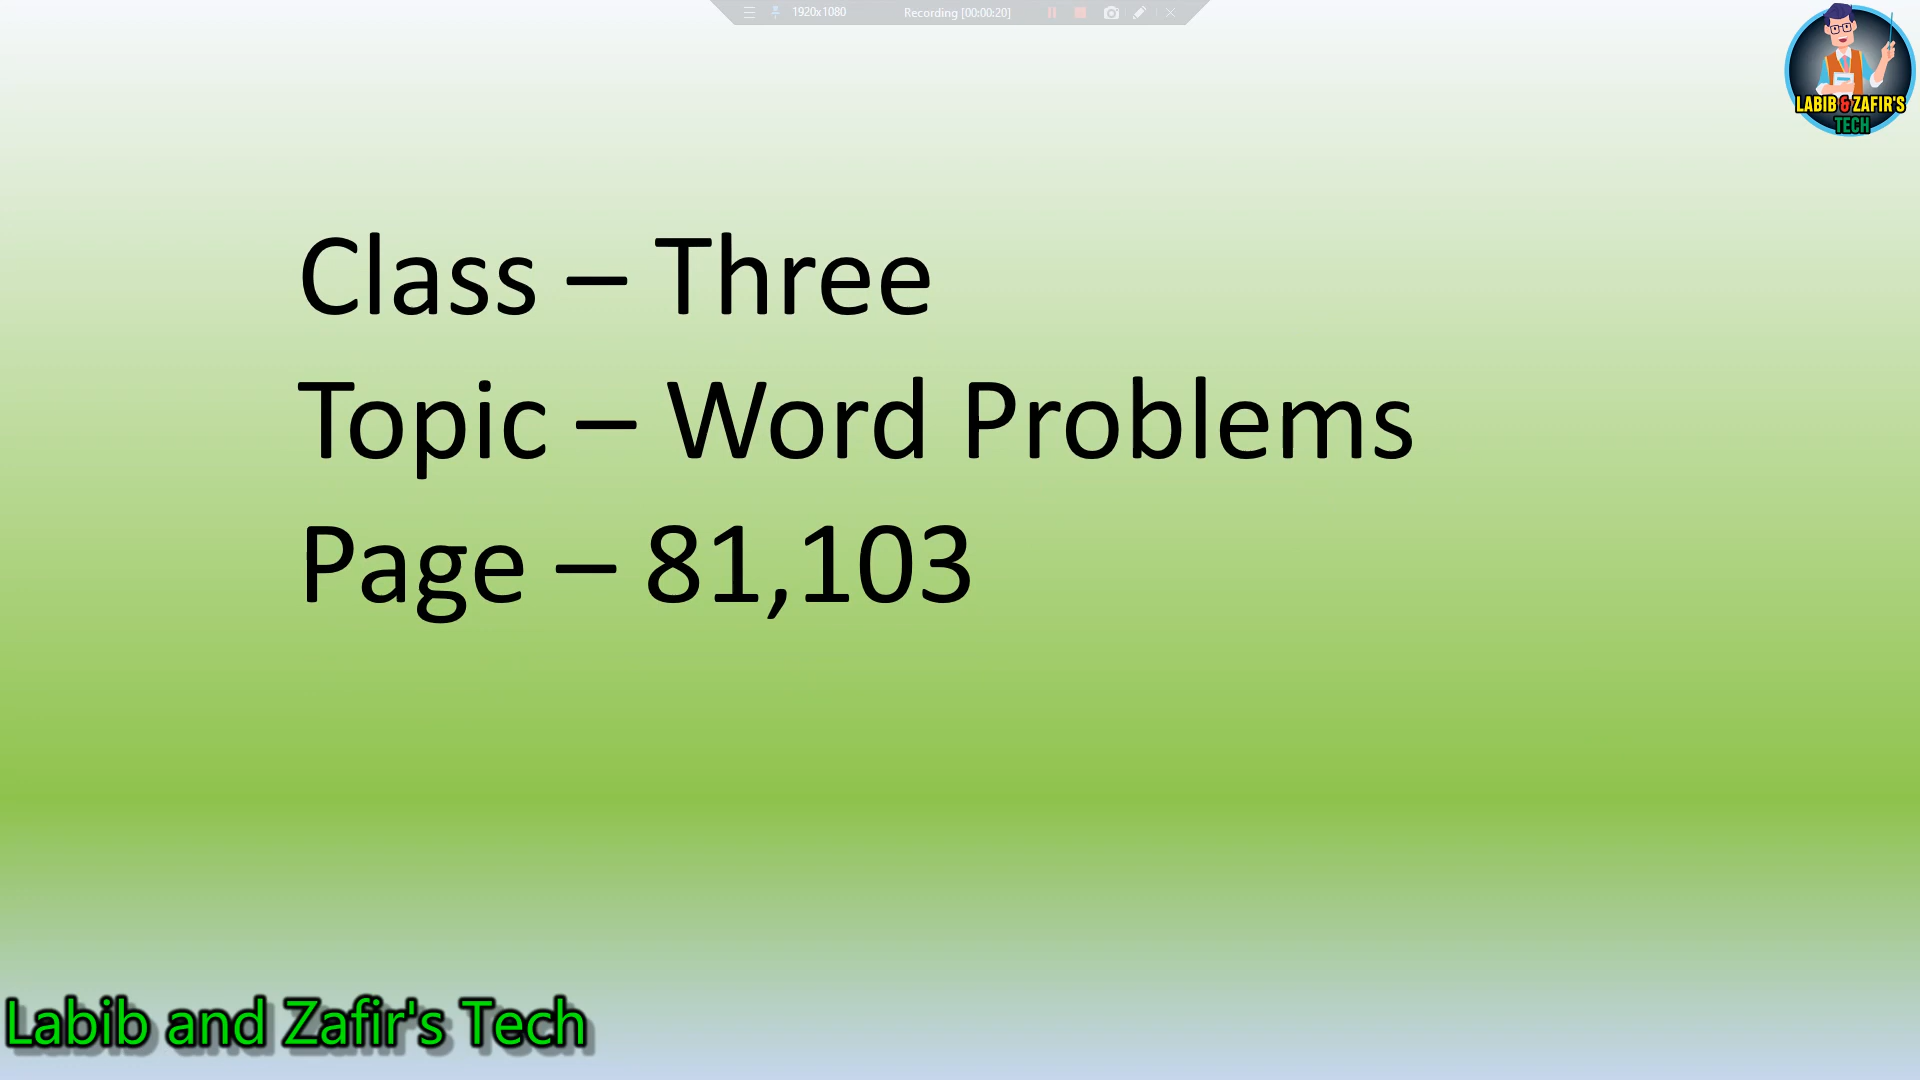 1920x1080 Recording [00:00:20]
LABIB & ZAFIR'S
TECH
Class – Three
Topic – Word Problems
Page – 81,103
Labib and Zafir's Tech